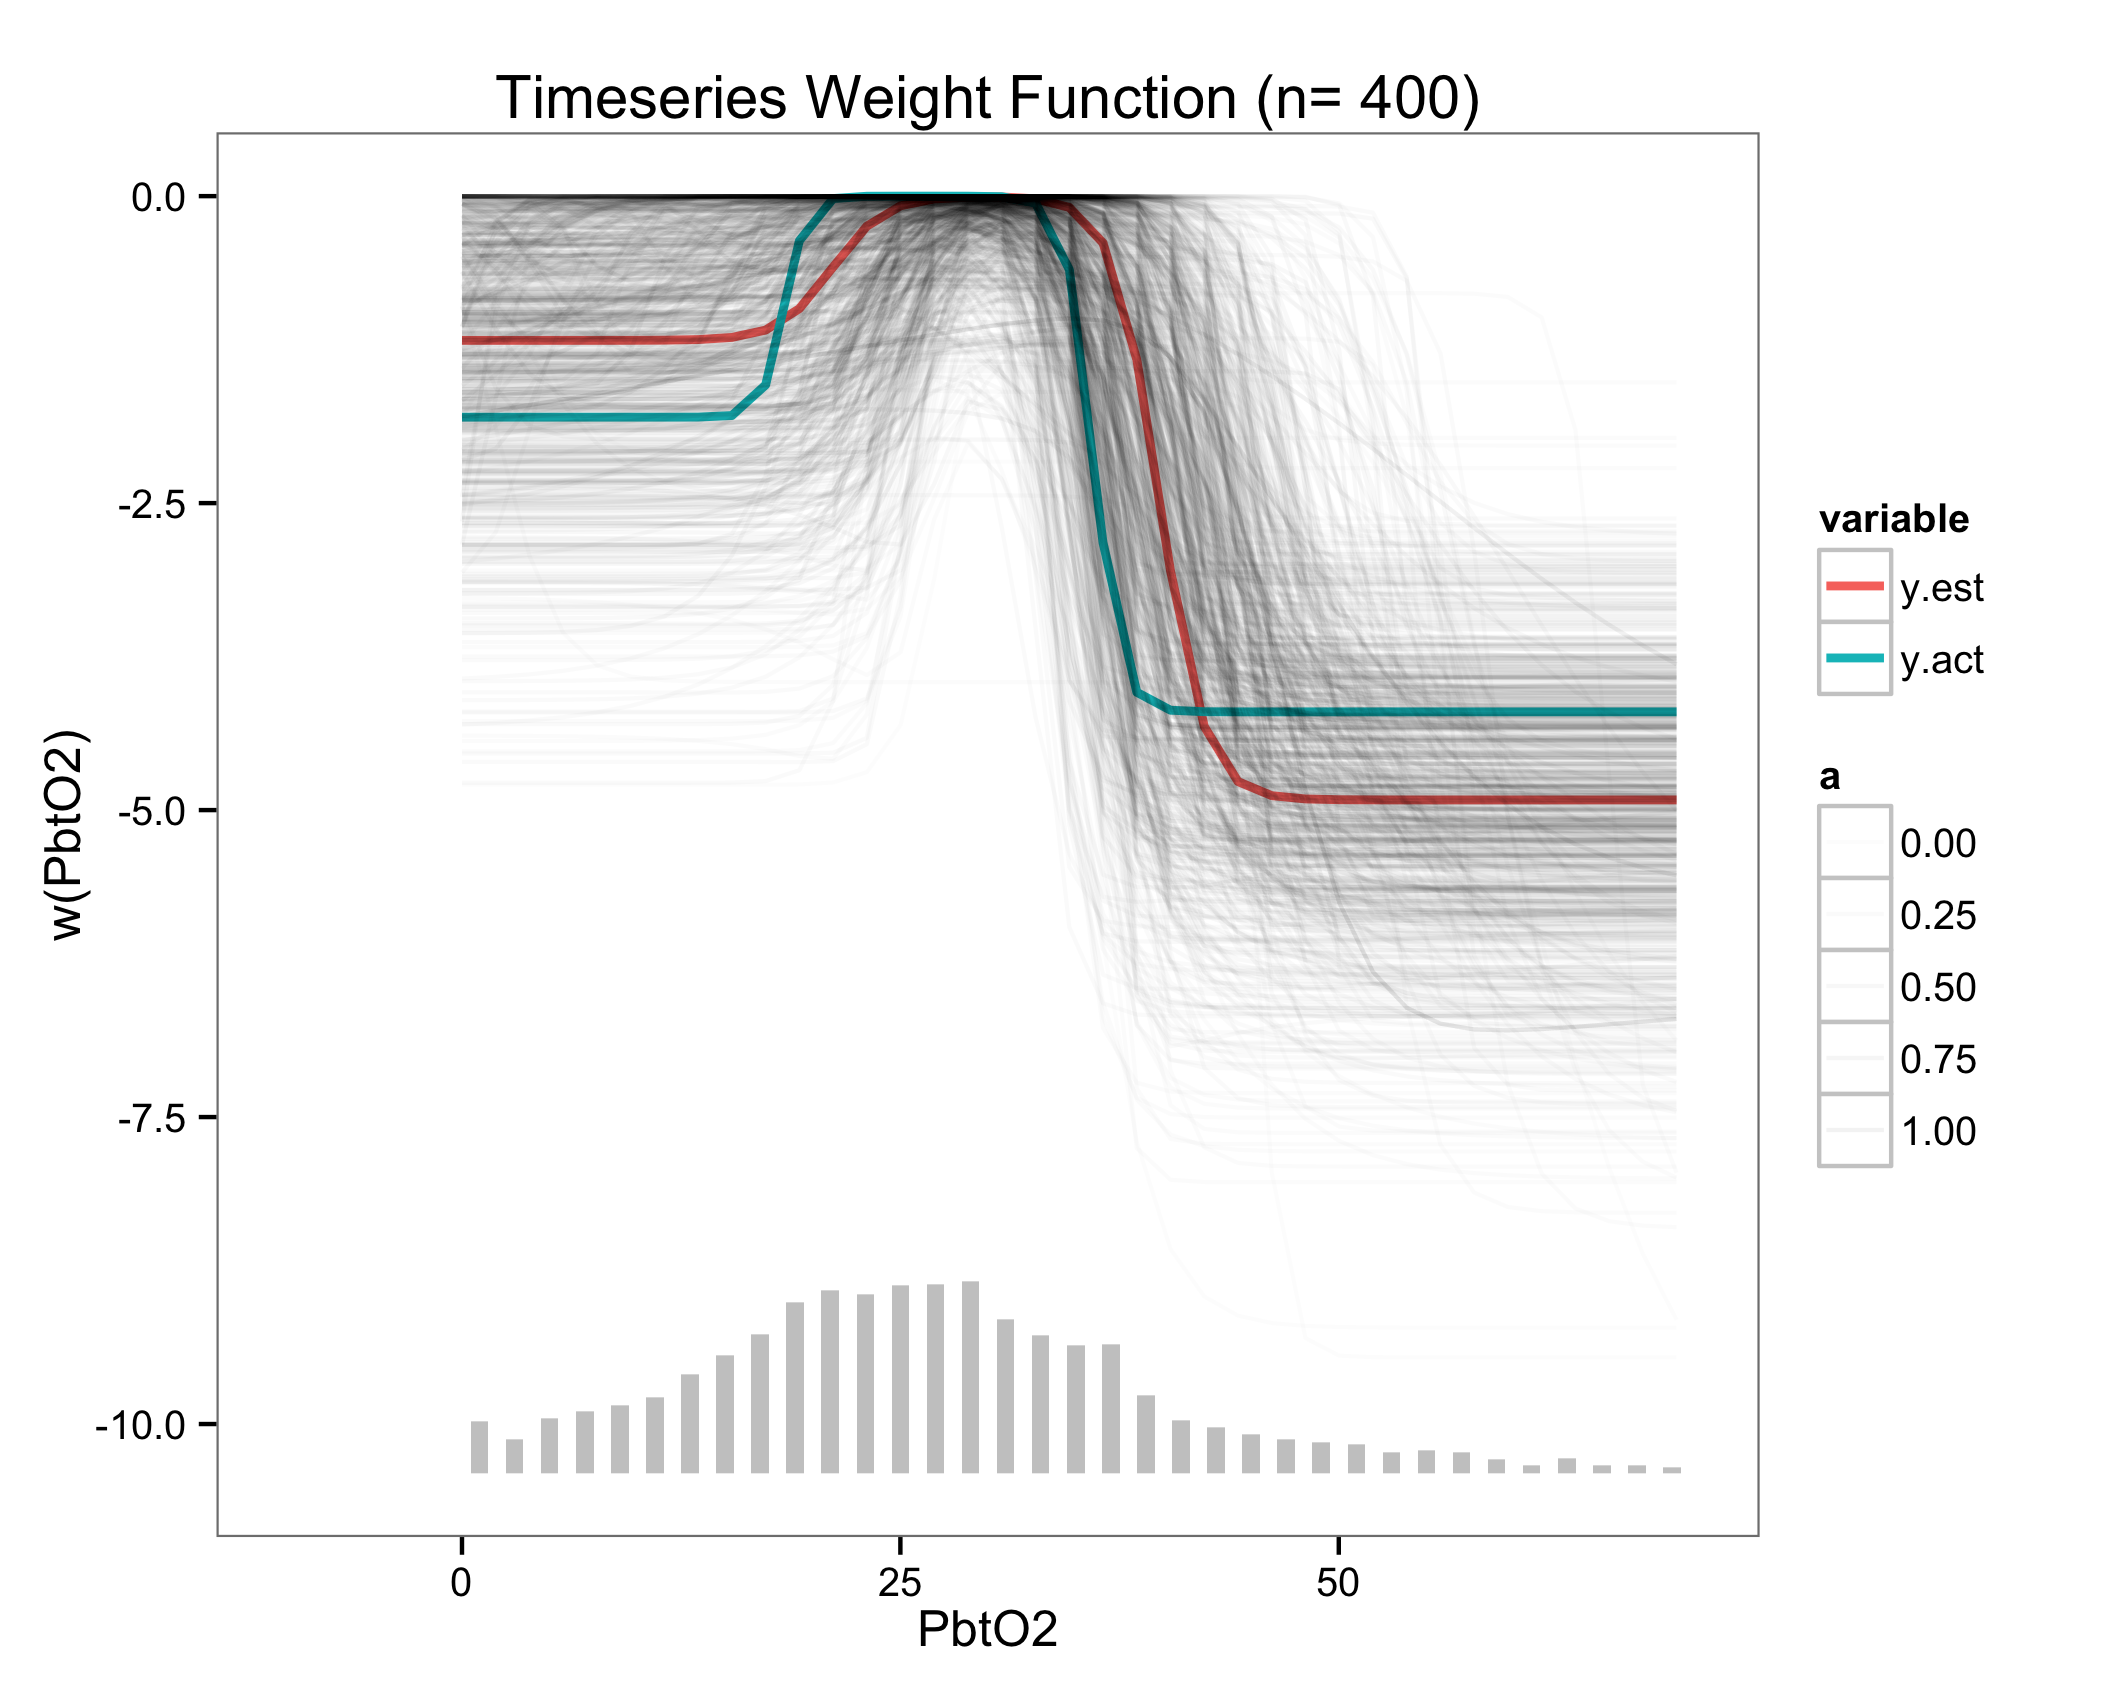 Timeseries Weight Function (n= 400)
0.0
-2.5
-5.0
-7.5
-10.0
w(PbtO2)
0
25
50
PbtO2
variable
y.est
y.act
a
0.00
0.25
0.50
0.75
1.00